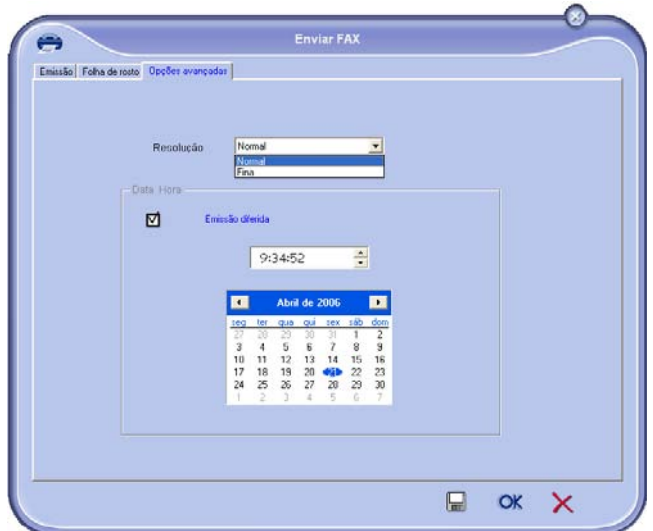 Enviar FAX
Emissão Folha de rosto Opções avançadas
Resolução Normal
Normal
Fina
Data Hora
Emissão diferida
9:34:52
Abril de 2006
seg ter qua qui sex sáb dom
27 28 29 30 31 1 2
3 4 5 6 7 8 9
10 11 12 13 14 15 16
17 18 19 20 21 22 23
24 25 26 27 28 29 30
1 2 3 4 5 6 7
OK